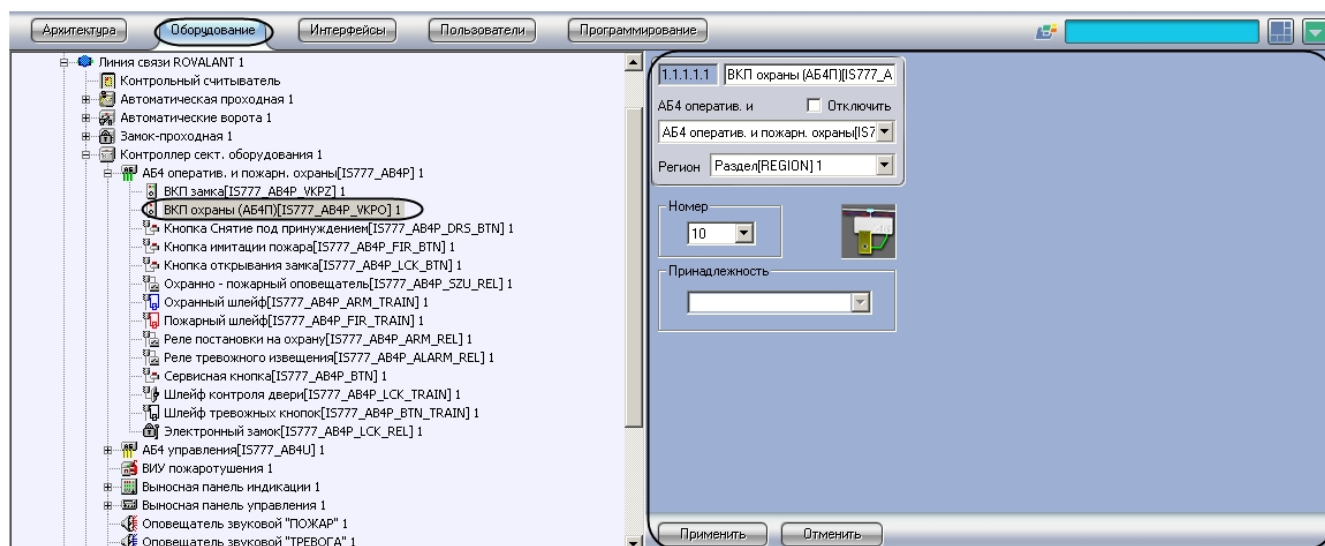 Архитектура Оборудование Интерфейсы Пользователи Программирование
Линия связи ROVALANT 1
Контрольный считыватель
Автоматическая проходная 1
Автоматические ворота 1
Замок-проходная 1
Контроллер сект. оборудования 1
АБ4 оператив. и пожарн. охраны[IS777_AB4P] 1
ВКП замка[IS777_AB4P_VKPZ] 1
ВКП охраны (АБ4П)[IS777_AB4P_VKPO] 1
Кнопка Снятие под принуждением[IS777_AB4P_DRS_BTN] 1
Кнопка имитации пожара[IS777_AB4P_FIR_BTN] 1
Кнопка открывания замка[IS777_AB4P_LCK_BTN] 1
Охранно - пожарный оповещатель[IS777_AB4P_SZU_REL] 1
Охранный шлейф[IS777_AB4P_ARM_TRAIN] 1
Пожарный шлейф[IS777_AB4P_FIR_TRAIN] 1
Реле постановки на охрану[IS777_AB4P_ARM_REL] 1
Реле тревожного извещения[IS777_AB4P_ALARM_REL] 1
Сервисная кнопка[IS777_AB4P_BTN] 1
Шлейф контроля двери[IS777_AB4P_LCK_TRAIN] 1
Шлейф тревожных кнопок[IS777_AB4P_BTN_TRAIN] 1
Электронный замок[IS777_AB4P_LCK_REL] 1
АБ4 управления[IS777_AB4U] 1
ВИУ пожаротушения 1
Выносная панель индикации 1
Выносная панель управления 1
Оповещатель звуковой "ПОЖАР" 1
Оповещатель звуковой "ТРЕВОГА" 1
1.1.1.1.1 ВКП охраны (АБ4П)[IS777_A
АБ4 оператив. и Отключить
АБ4 оператив. и пожарн. охраны[IS7
Регион Раздел[REGION] 1
Номер
10
Принадлежность
Применить Отменить